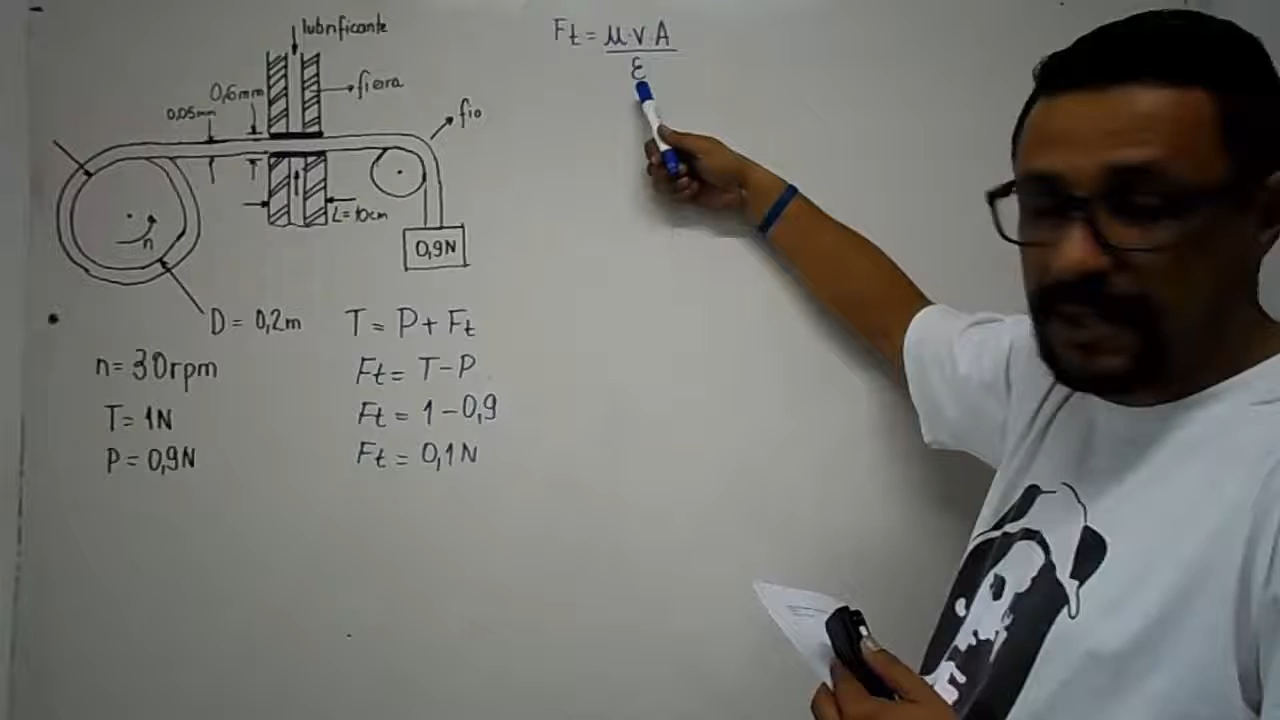 lubrificante
0,6mm
fieira
0,05mm
fio
L=10cm
n
0,9N
D = 0,2m
n= 30rpm
T= 1N
P= 0,9N
T = P + Ft
Ft = T - P
Ft = 1 - 0,9
Ft = 0,1N
Ft = μ.v.A
ε